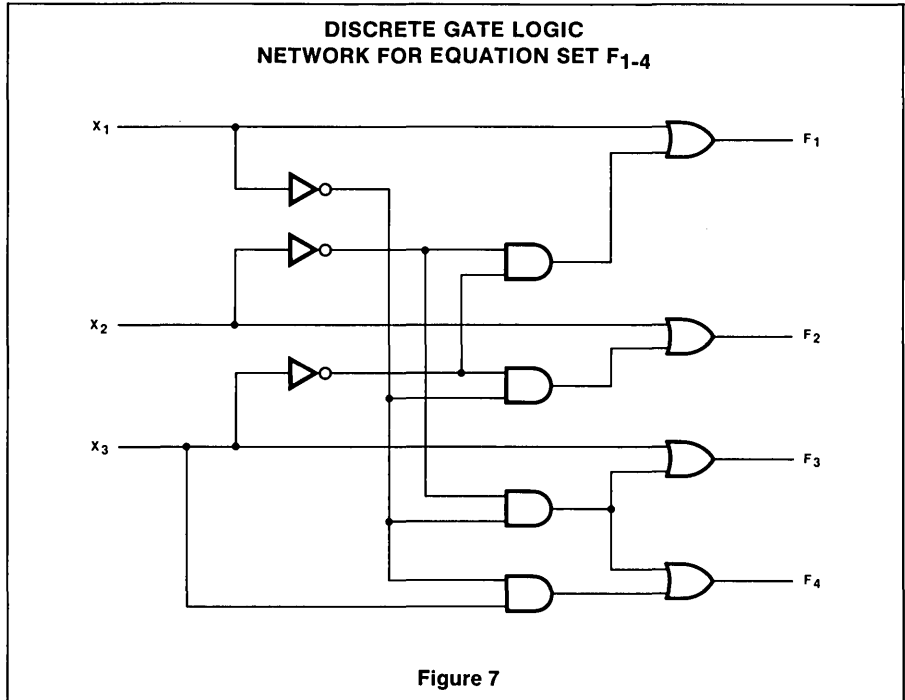 DISCRETE GATE LOGIC
NETWORK FOR EQUATION SET F1-4
X1
F1
X2
F2
X3
F3
F4
Figure 7